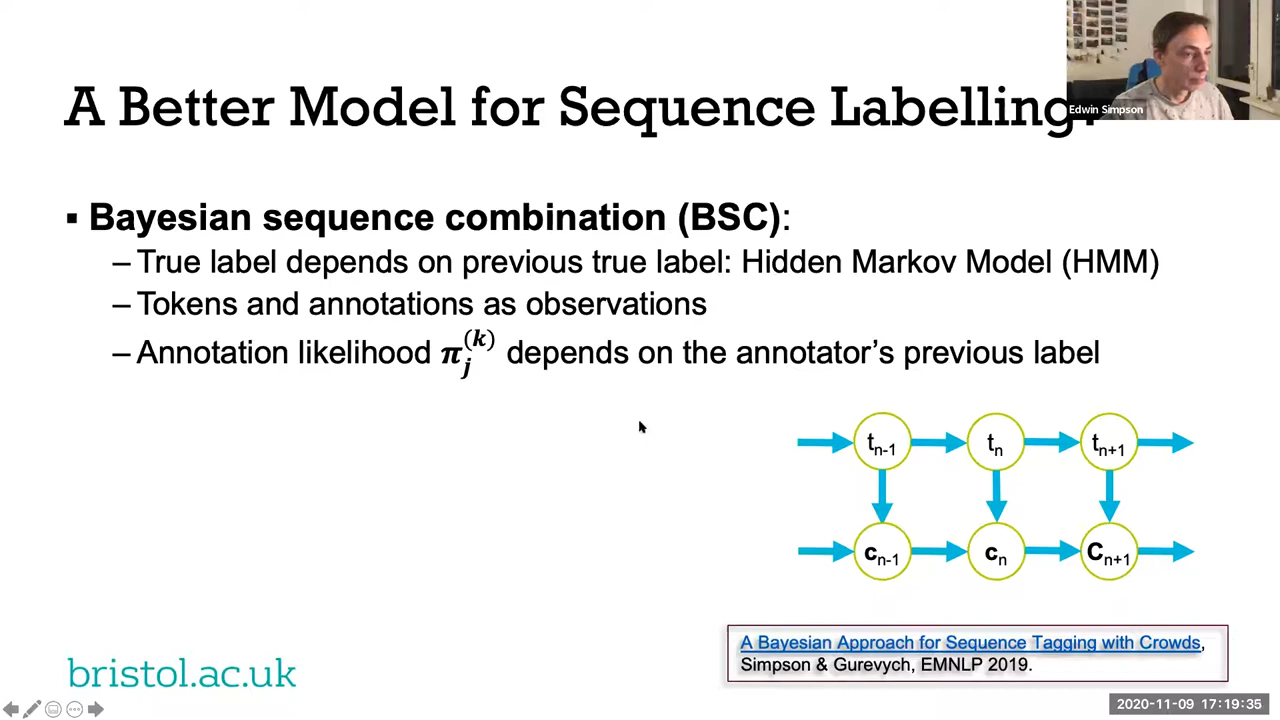 A Better Model for Sequence Labelling:
Edwin Simpson
▪ Bayesian sequence combination (BSC):
– True label depends on previous true label: Hidden Markov Model (HMM)
– Tokens and annotations as observations
– Annotation likelihood π_j^(k) depends on the annotator’s previous label
t_n-1 t_n t_n+1
c_n-1 c_n C_n+1
A Bayesian Approach for Sequence Tagging with Crowds,
Simpson & Gurevych, EMNLP 2019.
bristol.ac.uk
2020-11-09 17:19:35